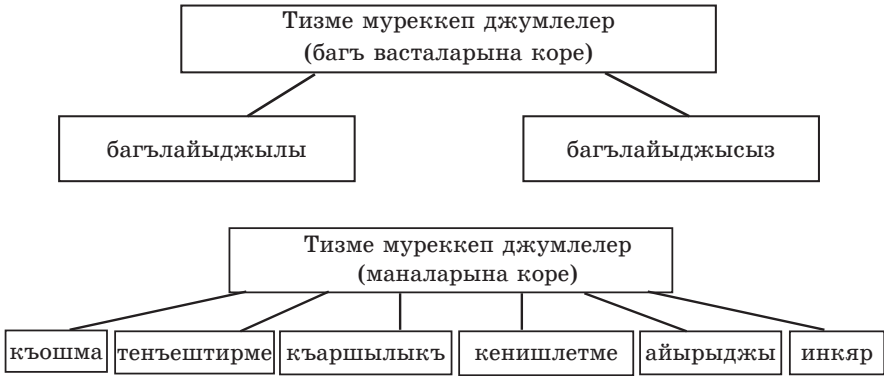 Тизме муреккеп джумлелер
(багъ васталарына коре)
багълайыджылы
багълайыджысыз
Тизме муреккеп джумлелер
(маналарына коре)
къошма
тенъештирме
къаршылыкъ
кенишлетме
айырыджы
инкяр